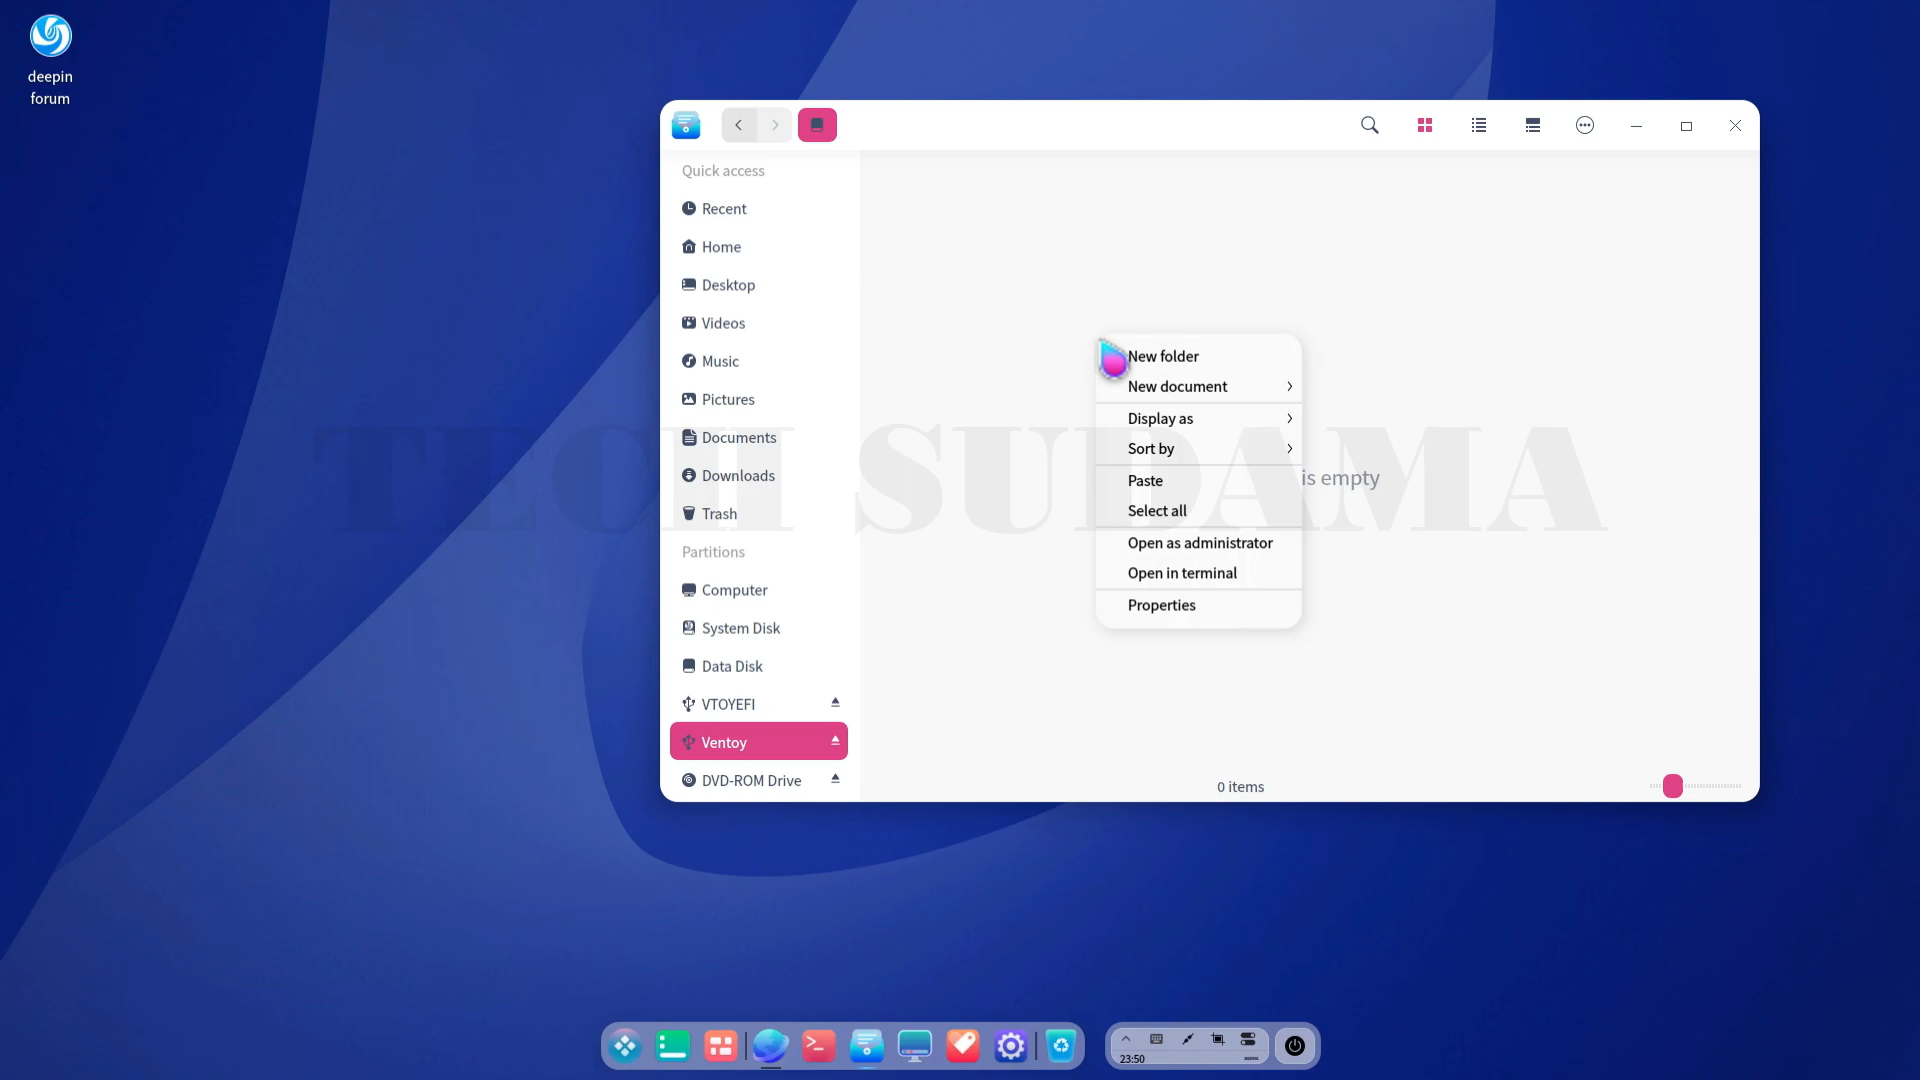 deepin
forum
Quick access
Recent
Home
Desktop
Videos
Music
Pictures
Documents
Downloads
Trash
Partitions
Computer
System Disk
Data Disk
VTOYEFI
Ventoy
DVD-ROM Drive
New folder
New document
Display as
Sort by
Paste
Select all
Open as administrator
Open in terminal
Properties
is empty
0 items
TECH SUDAMA
23:50